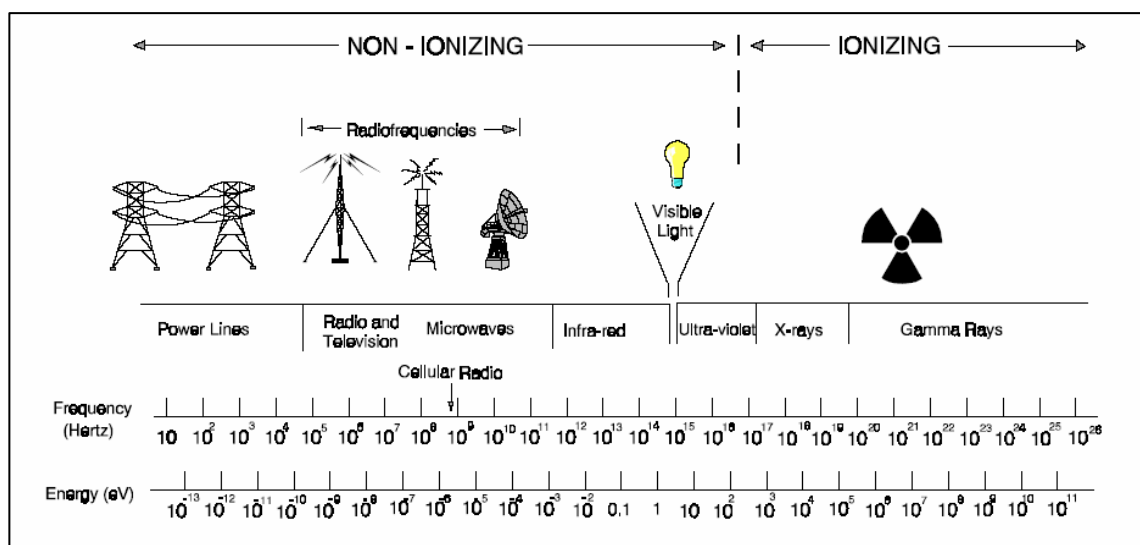 NON - IONIZING IONIZING
Radiofrequencies
Visible
Light
Power Lines Radio and Television Microwaves Infra-red Ultra-violet X-rays Gamma Rays
Cellular Radio
Frequency
(Hertz)
10 10² 10³ 10⁴ 10⁵ 10⁶ 10⁷ 10⁸ 10⁹ 10¹⁰ 10¹¹ 10¹² 10¹³ 10¹⁴ 10¹⁵ 10¹⁶ 10¹⁷ 10¹⁸ 10¹⁹ 10²⁰ 10²¹ 10²² 10²³ 10²⁴ 10²⁵ 10²⁶
Energy (eV)
10⁻¹³ 10⁻¹² 10⁻¹¹ 10⁻¹⁰ 10⁻⁹ 10⁻⁸ 10⁻⁷ 10⁻⁶ 10⁻⁵ 10⁻⁴ 10⁻³ 10⁻² 0,1 1 10 10² 10³ 10⁴ 10⁵ 10⁶ 10⁷ 10⁸ 10⁹ 10¹⁰ 10¹¹